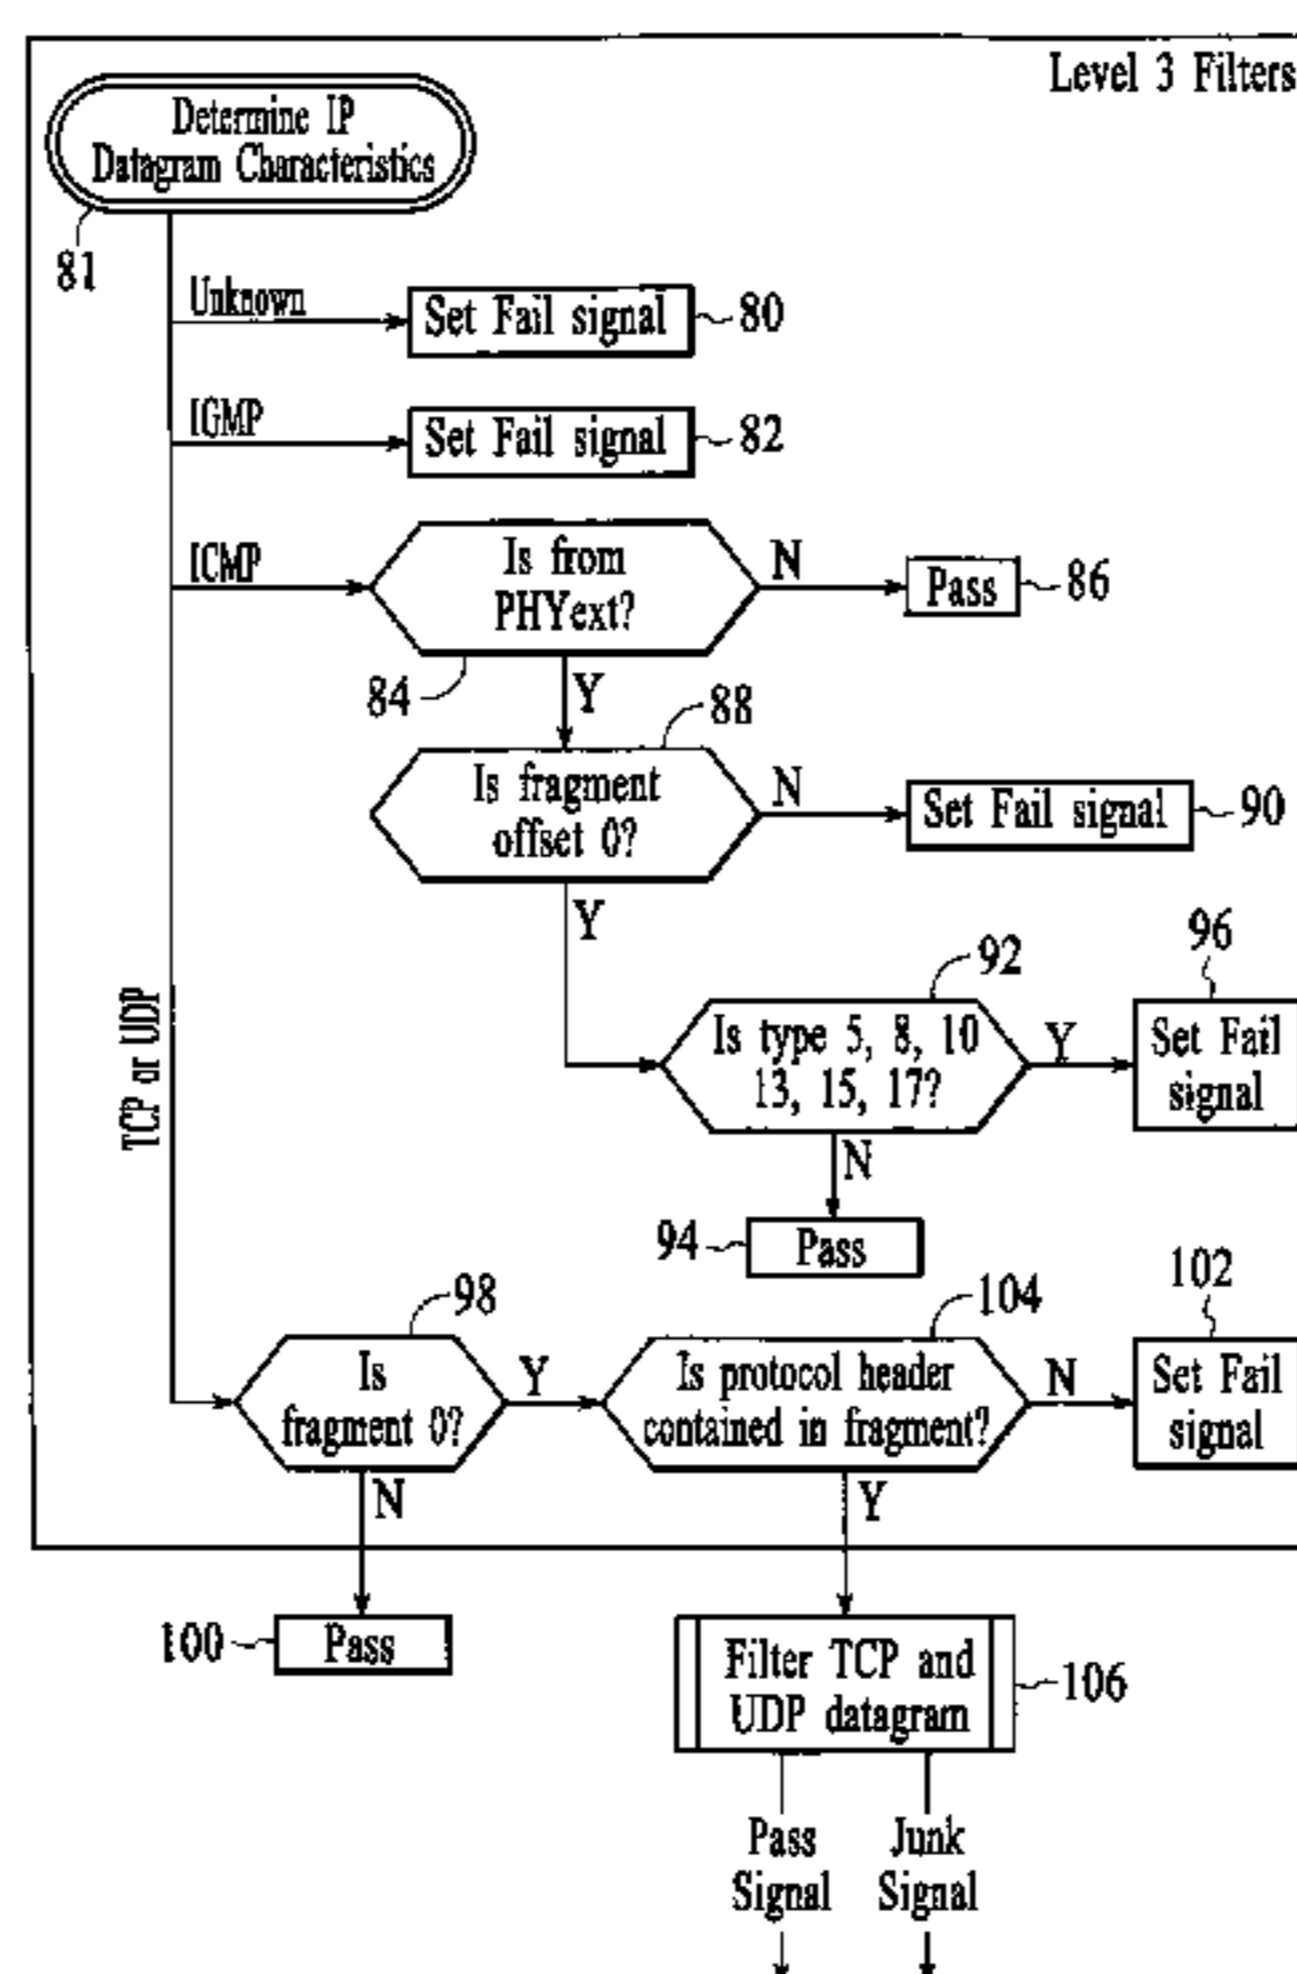 Level 3 Filters
Determine IP
Datagram Characteristics
81
Unknown
Set Fail signal
80
IGMP
Set Fail signal
82
ICMP
Is from
PHYext?
N
Pass
86
84
Y
88
Is fragment
offset 0?
N
Set Fail signal
90
Y
92
96
Is type 5, 8, 10
13, 15, 17?
Y
Set Fail
signal
TCP or UDP
N
94
Pass
98
104
102
Is
fragment 0?
Y
Is protocol header
contained in fragment?
N
Set Fail
signal
N
Y
100
Pass
Filter TCP and
UDP datagram
106
Pass
Signal
Junk
Signal